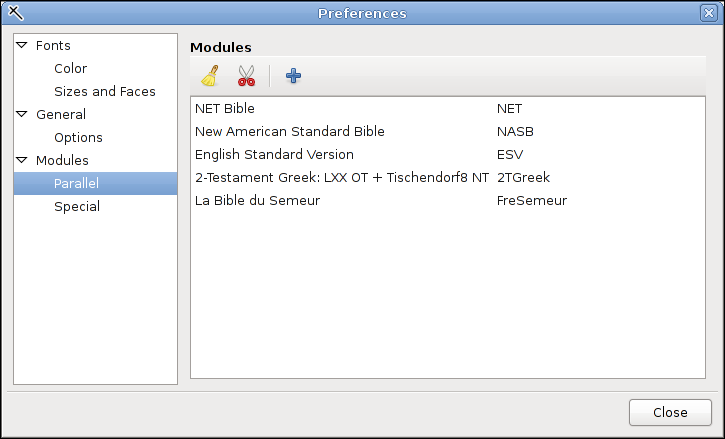 Preferences
Fonts
Color
Sizes and Faces
General
Options
Modules
Parallel
Special
Modules
NET Bible NET
New American Standard Bible NASB
English Standard Version ESV
2-Testament Greek: LXX OT + Tischendorf8 NT 2TGreek
La Bible du Semeur FreSemeur
Close